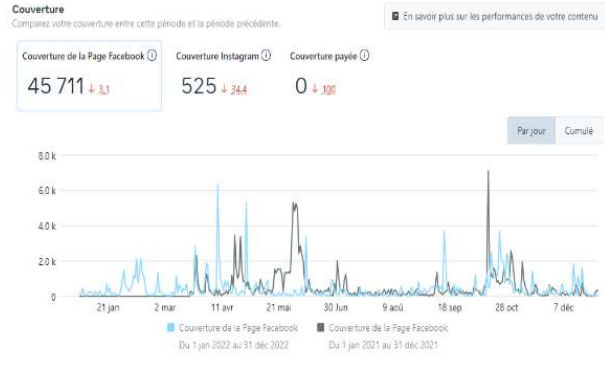 Couverture
Comparez votre couverture entre cette période et la période précédente.
En savoir plus sur les performances de votre contenu
Couverture de la Page Facebook
Couverture Instagram
Couverture payée
45 711 ↓ 3,1
525 ↓ 34,4
0 ↓ 100
Par jour
Cumulé
8,0 k
6,0 k
4,0 k
2,0 k
0
21 jan
2 mar
11 avr
21 mai
30 Jun
9 aoû
18 sep
28 oct
7 déc
Couverture de la Page Facebook
Couverture de la Page Facebook
Du 1 jan 2022 au 31 déc 2022
Du 1 jan 2021 au 31 déc 2021